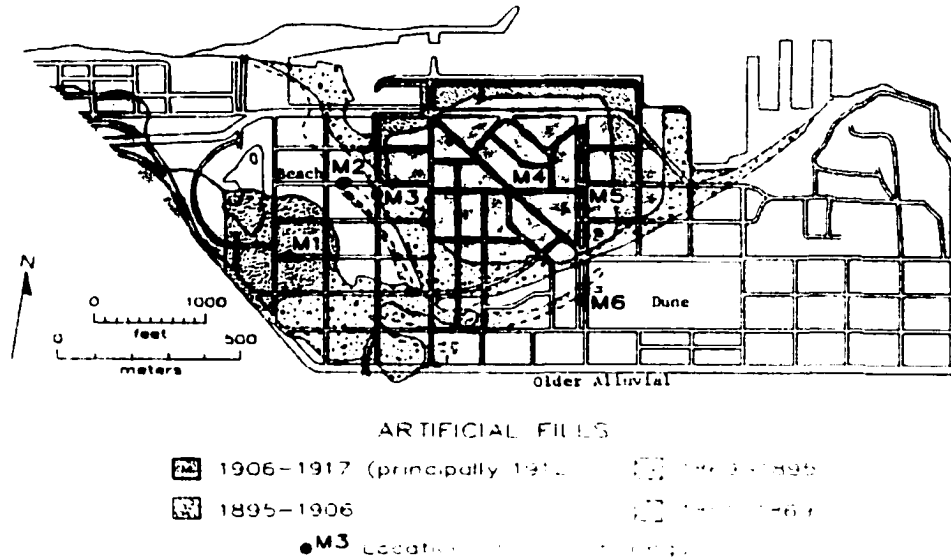 Beach
M2
M3
M4
M5
M1
M6
Dune
N
0 1000
feet
0 500
meters
Older Alluvial
ARTIFICIAL FILLS
1906-1917 (principally
1895-1906
M3